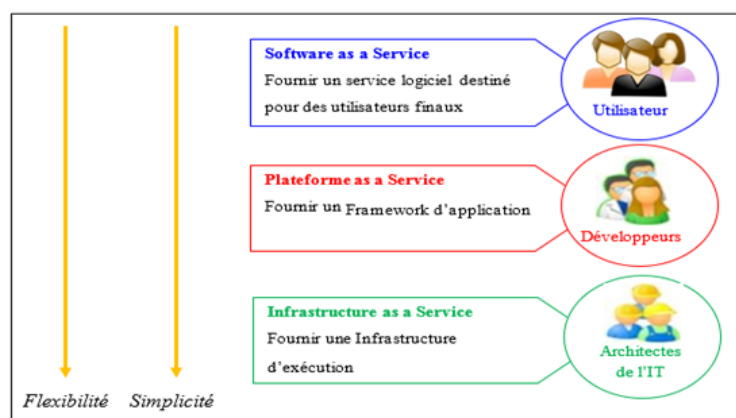 Software as a Service
Fournir un service logiciel destiné
pour des utilisateurs finaux
Utilisateur
Plateforme as a Service
Fournir un Framework d'application
Développeurs
Infrastructure as a Service
Fournir une Infrastructure
d'exécution
Architectes
de l'IT
Flexibilité Simplicité